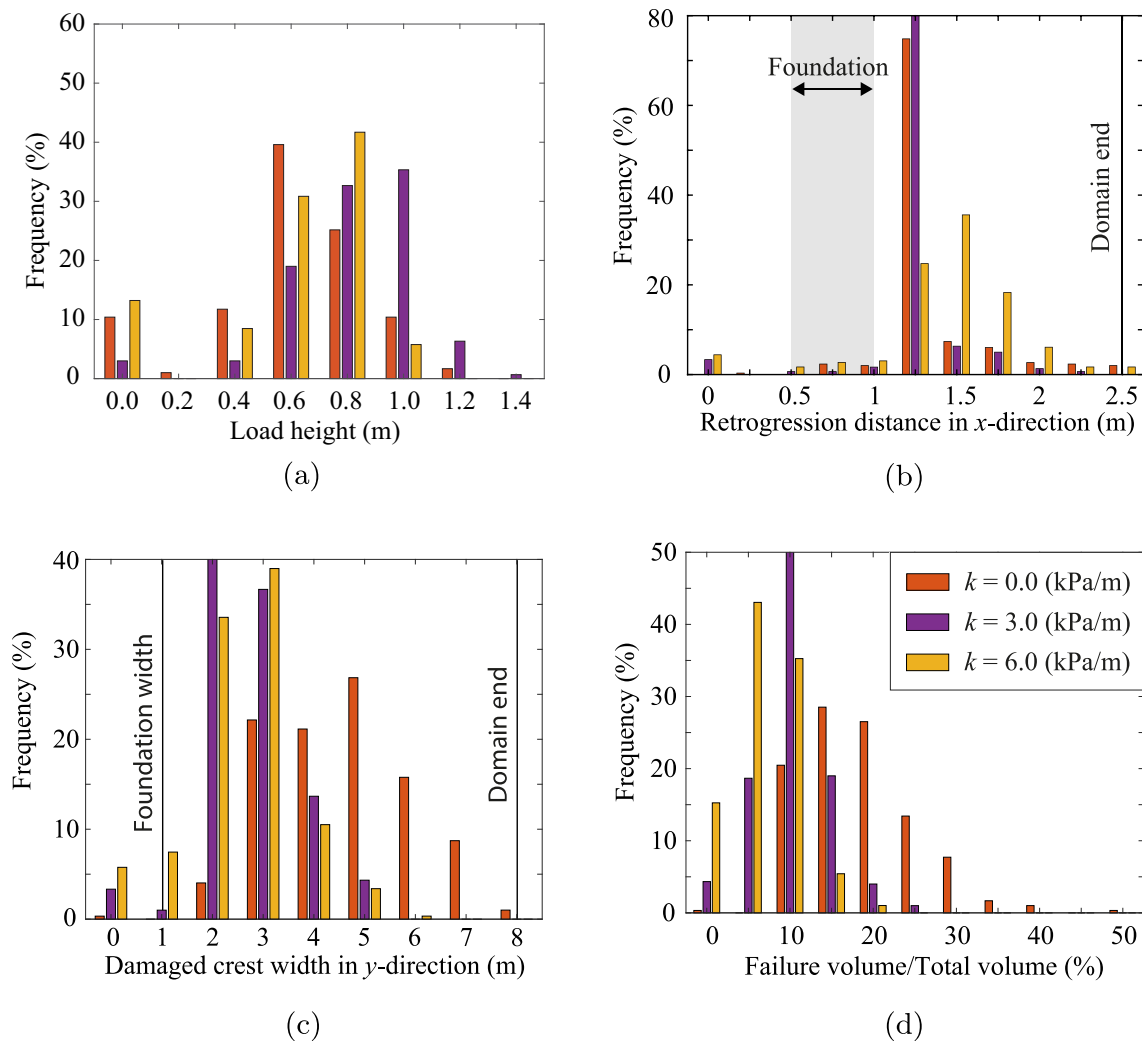 60
50
40
30
20
10
0
Frequency (%)
0.0 0.2 0.4 0.6 0.8 1.0 1.2 1.4
Load height (m)
(a)
80
60
40
20
0
Frequency (%)
Foundation
Domain end
0 0.5 1 1.5 2 2.5
Retrogression distance in x-direction (m)
(b)
40
30
20
10
0
Frequency (%)
Foundation width
Domain end
0 1 2 3 4 5 6 7 8
Damaged crest width in y-direction (m)
(c)
50
40
30
20
10
0
Frequency (%)
k = 0.0 (kPa/m)
k = 3.0 (kPa/m)
k = 6.0 (kPa/m)
0 10 20 30 40 50
Failure volume/Total volume (%)
(d)